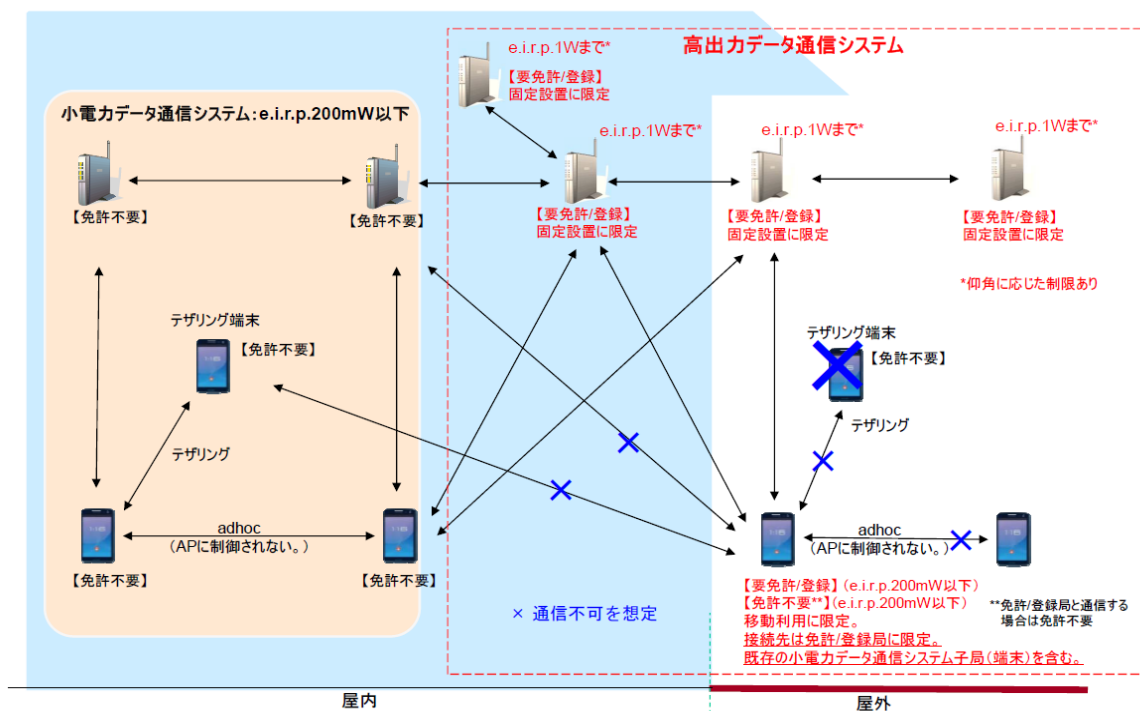 高出力データ通信システム
e.i.r.p.1Wまで*
【要免許/登録】
固定設置に限定
小電力データ通信システム：e.i.r.p.200mW以下
e.i.r.p.1Wまで*
e.i.r.p.1Wまで*
e.i.r.p.1Wまで*
【免許不要】
【免許不要】
【要免許/登録】
固定設置に限定
【要免許/登録】
固定設置に限定
【要免許/登録】
固定設置に限定
*仰角に応じた制限あり
テザリング端末
【免許不要】
テザリング端末
【免許不要】
テザリング
テザリング
adhoc
（APに制御されない。）
adhoc
（APに制御されない。）
【免許不要】
【免許不要】
× 通信不可を想定
【要免許/登録】（e.i.r.p.200mW以下）
【免許不要**】（e.i.r.p.200mW以下）
移動利用に限定。
接続先は免許/登録局に限定。
既存の小電力データ通信システム子局（端末）を含む。
**免許/登録局と通信する
場合は免許不要
屋内
屋外